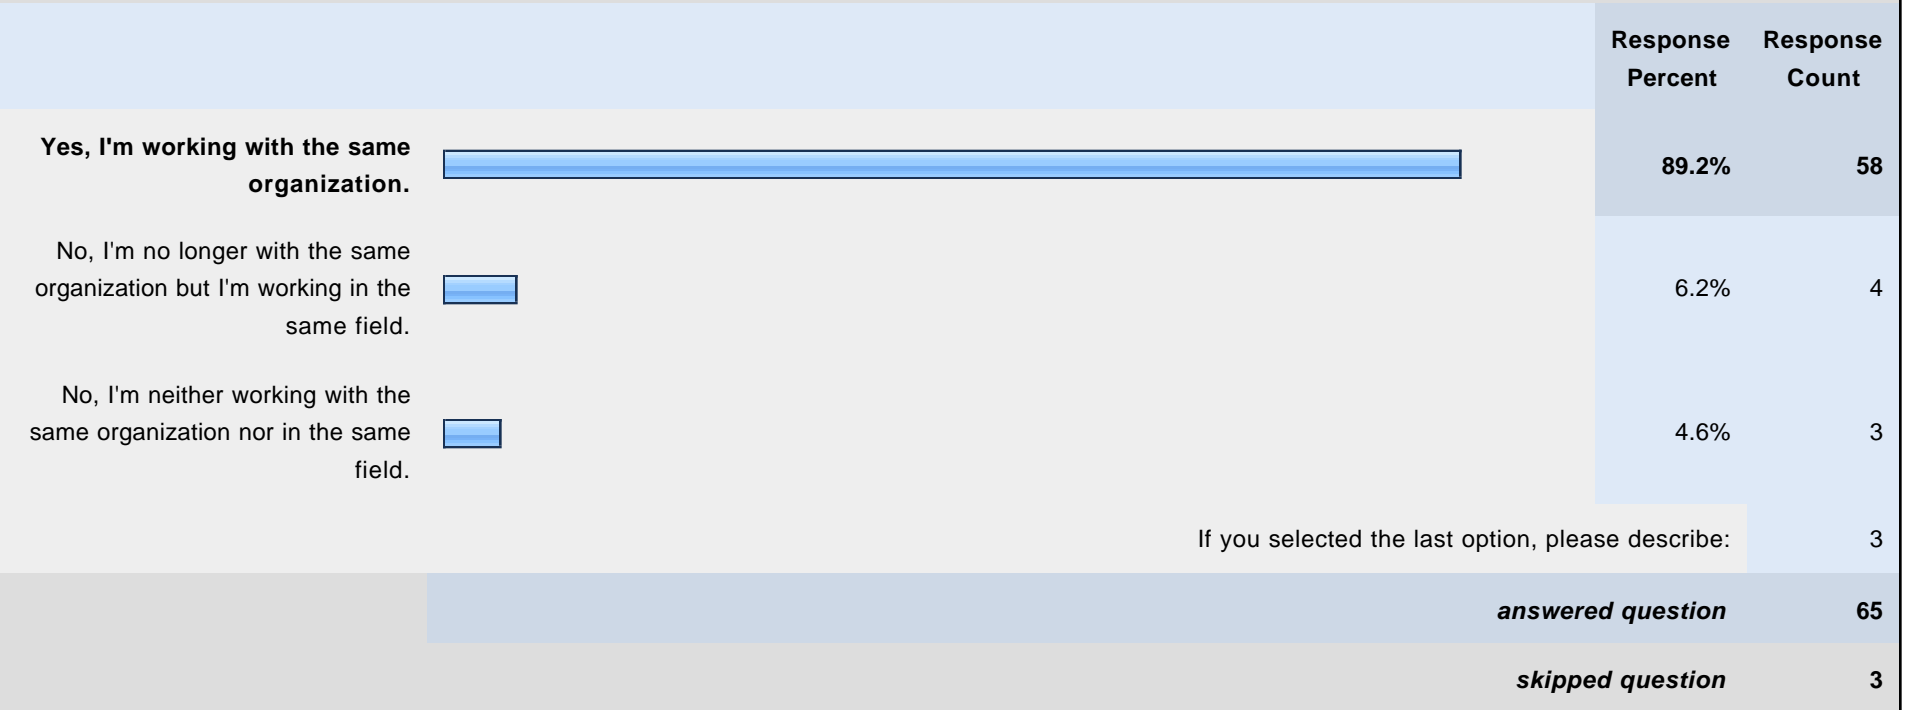 Response Response
Percent Count
Yes, I'm working with the same
organization.
89.2% 58
No, I'm no longer with the same
organization but I'm working in the
same field.
6.2% 4
No, I'm neither working with the
same organization nor in the same
field.
4.6% 3
If you selected the last option, please describe: 3
answered question 65
skipped question 3